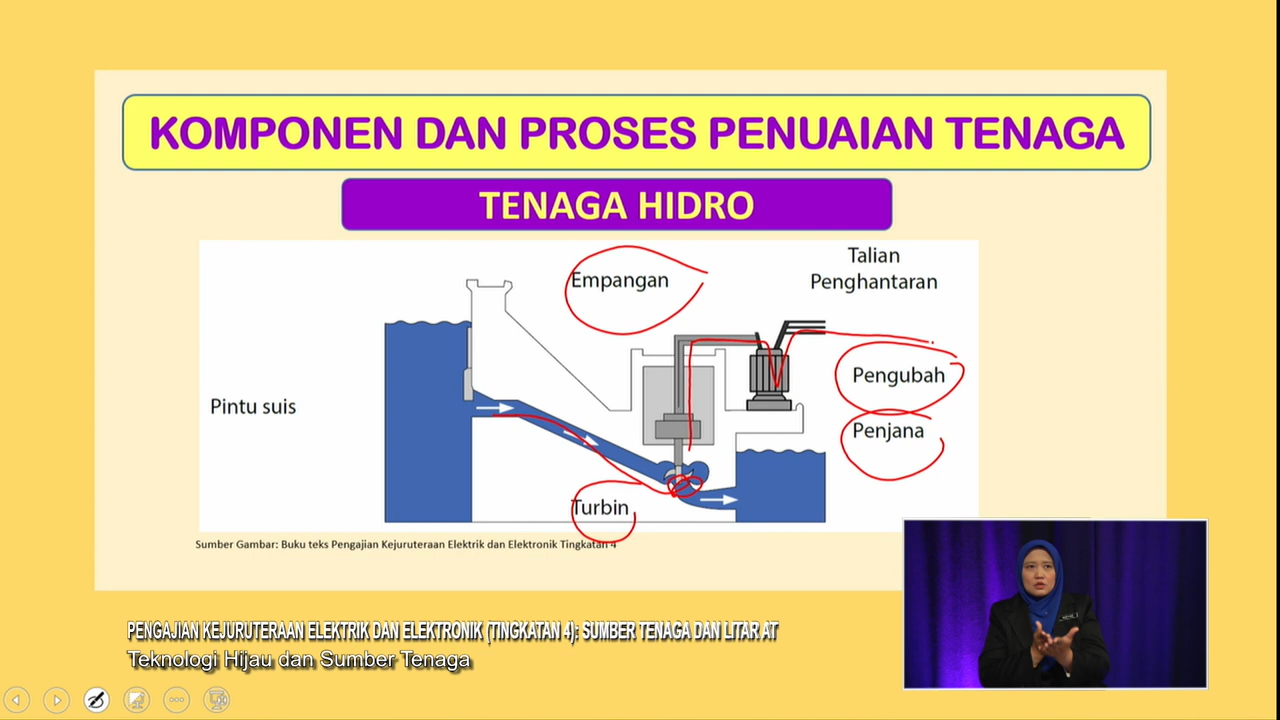 KOMPONEN DAN PROSES PENUAIAN TENAGA
TENAGA HIDRO
Empangan
Talian
Penghantaran
Pengubah
Pintu suis
Penjana
Turbin
Sumber Gambar: Buku teks Pengajian Kejuruteraan Elektrik dan Elektronik Tingkatan 4
PENGAJIAN KEJURUTERAAN ELEKTRIK DAN ELEKTRONIK (TINGKATAN 4): SUMBER TENAGA DAN LITAR AT
Teknologi Hijau dan Sumber Tenaga